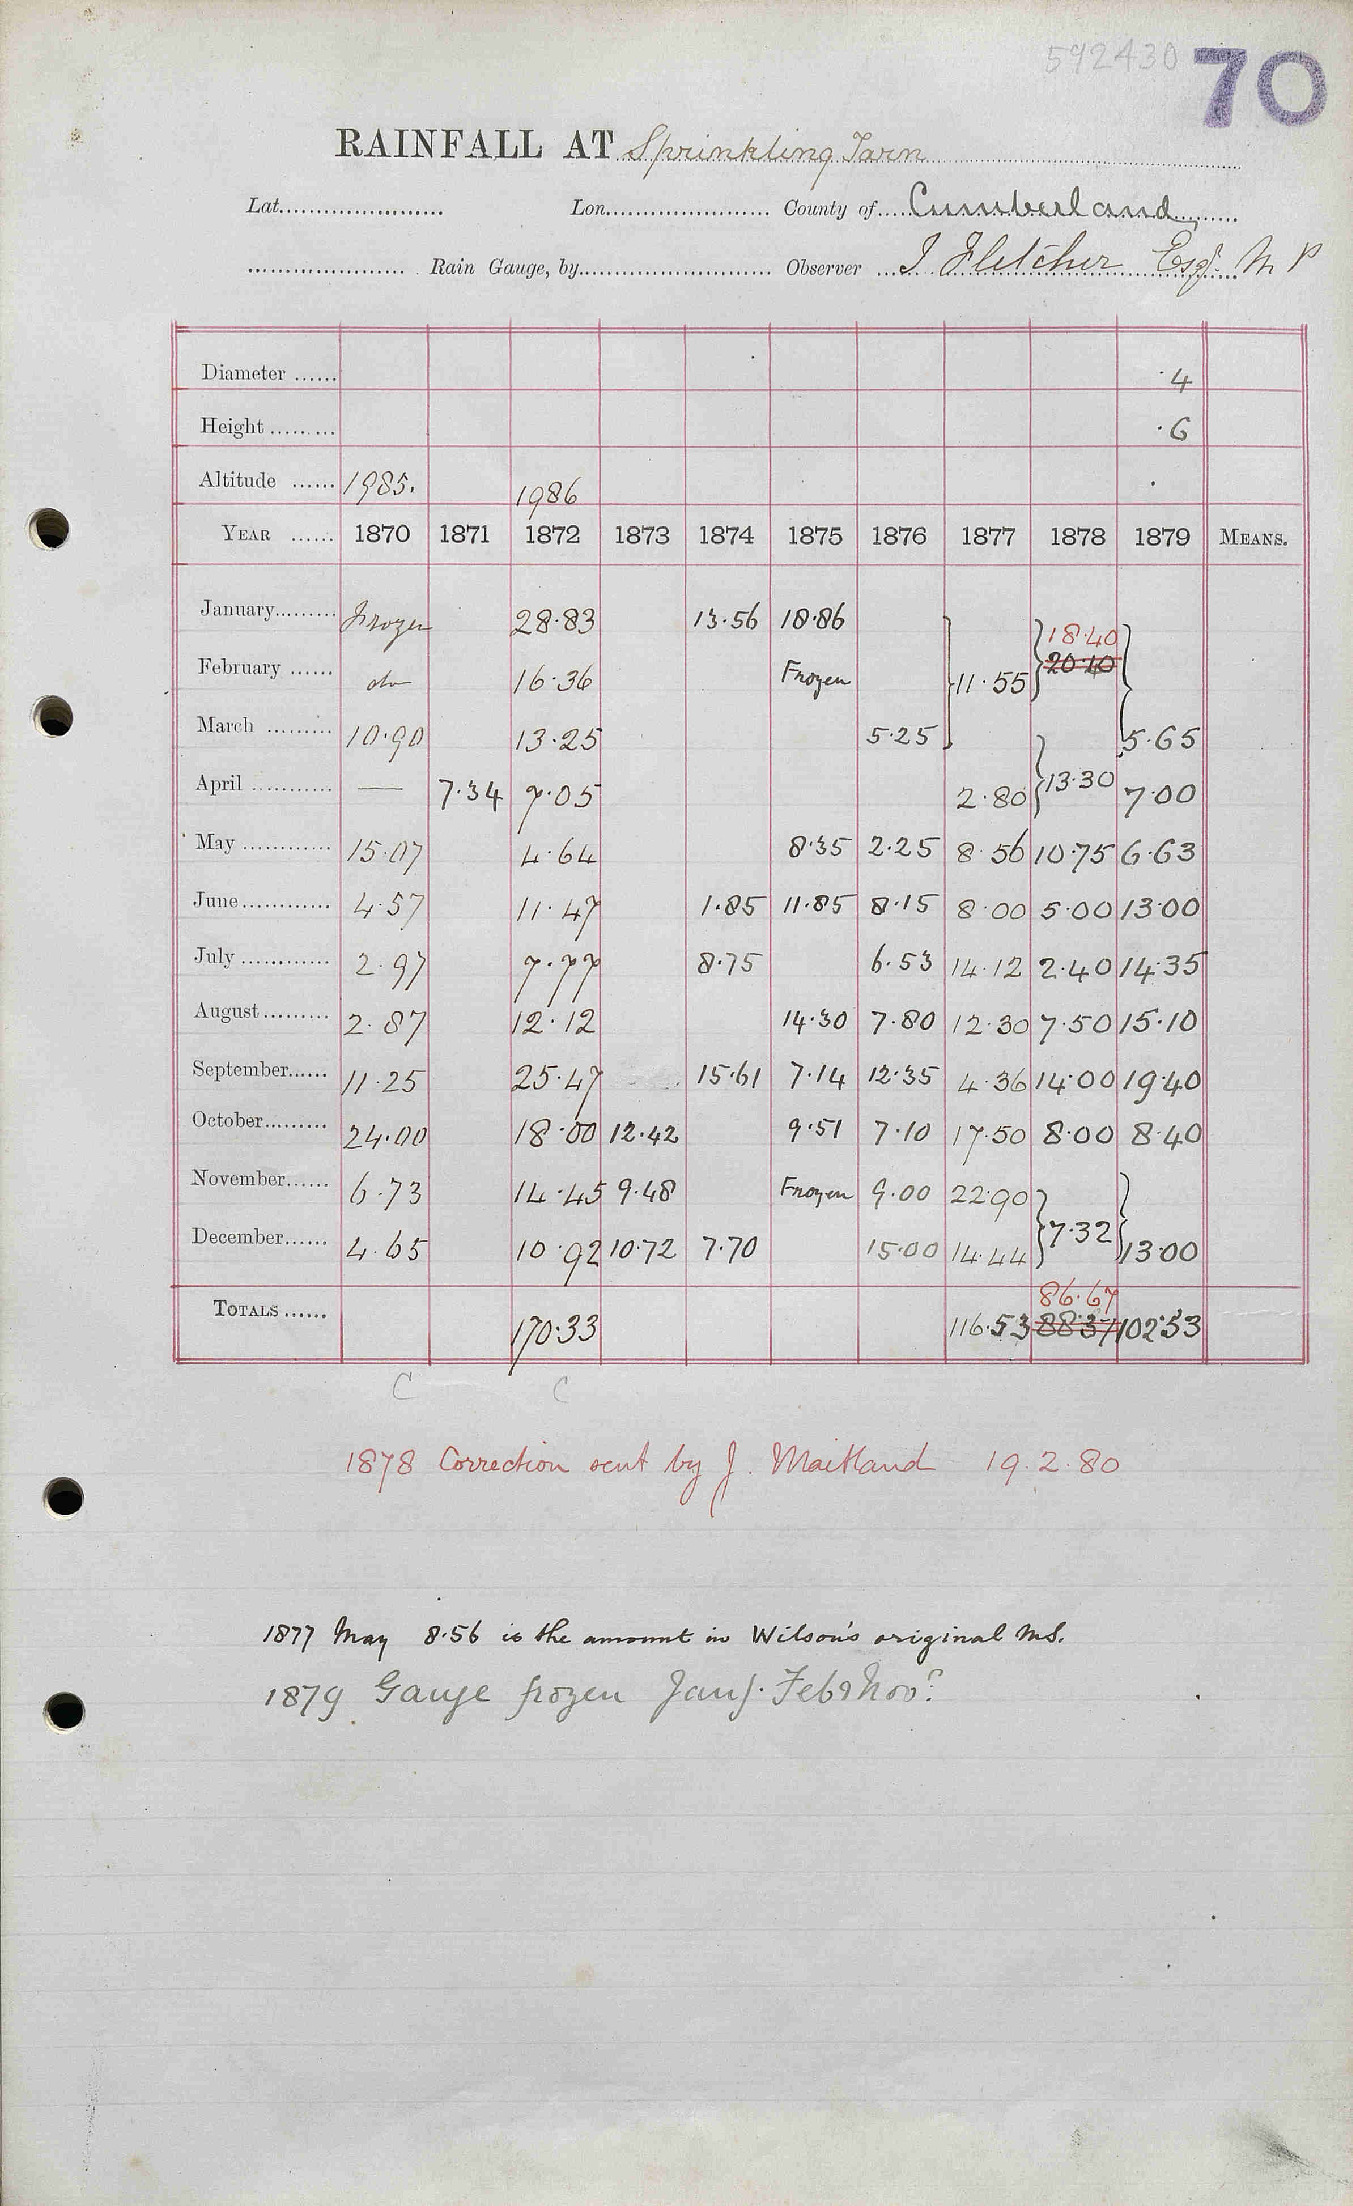 592430 70
RAINFALL AT Sprinkling Tarn
Lat. Lon. County of Cumberland
Rain Gauge, by Observer I Fletcher Esqr. M P
Diameter 4
Height 6
Altitude 1985. 1986
YEAR 1870 1871 1872 1873 1874 1875 1876 1877 1878 1879 MEANS.
January Frozen 28.83 13.56 18.86 18.40
February do 16.36 Frozen 11.55 20.10
March 10.90 13.25 5.25 5.65
April — 7.34 7.05 2.80 13.30 7.00
May 15.07 4.64 8.35 2.25 8.56 10.75 6.63
June 4.57 11.47 1.85 11.85 8.15 8.00 5.00 13.00
July 2.97 7.77 8.75 6.53 14.12 2.40 14.35
August 2.87 12.12 14.30 7.80 12.30 7.50 15.10
September 11.25 25.47 15.61 7.14 12.35 4.36 14.00 19.40
October 24.00 18.00 12.42 9.51 7.10 17.50 8.00 8.40
November 6.73 14.45 9.48 Frozen 9.00 22.90
December 4.65 10.92 10.72 7.70 15.00 14.44 7.32 13.00
86.67
TOTALS 170.33 116.53 88.37 102.53
C C
1878 Correction sent by J. Maitland 19.2.80
1877 May 8.56 is the amount in Wilson's original MS.
1879 Gauge frozen Jany. Feb & Nov?